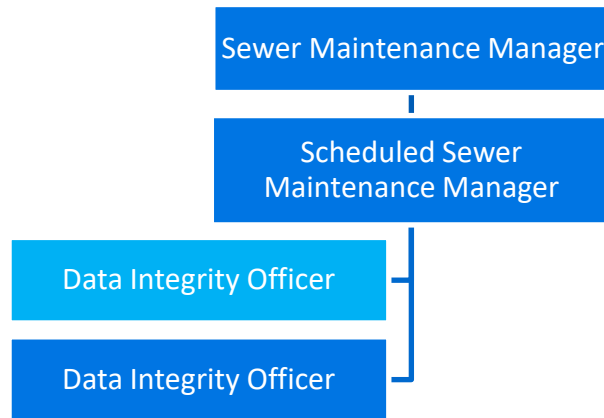 Sewer Maintenance Manager
Scheduled Sewer
Maintenance Manager
Data Integrity Officer
Data Integrity Officer